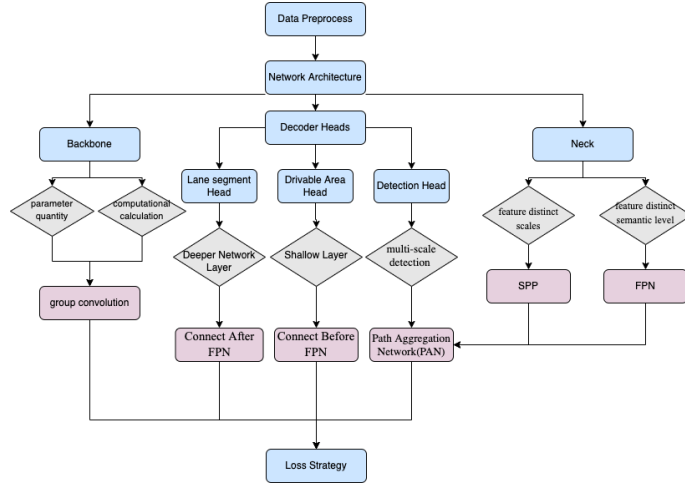 Data Preprocess
Network Architecture
Decoder Heads
Backbone
Neck
Lane segment
Head
Drivable Area
Head
Detection Head
parameter
quantity
computational
calculation
feature distinct
scales
feature distinct
semantic level
Deeper Network
Layer
Shallow Layer
multi-scale
detection
group convolution
SPP
FPN
Connect After
FPN
Connect Before
FPN
Path Aggregation
Network(PAN)
Loss Strategy